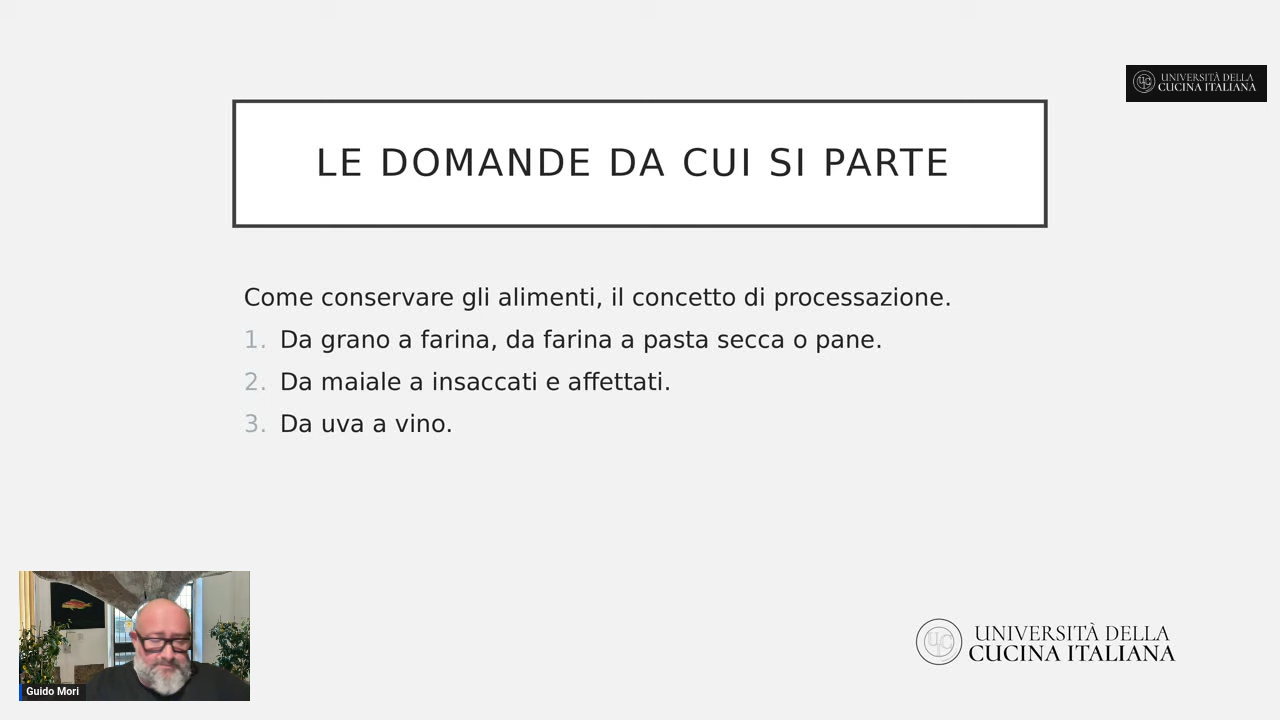 UNIVERSITÀ DELLA
CUCINA ITALIANA
LE DOMANDE DA CUI SI PARTE
Come conservare gli alimenti, il concetto di processazione.
1. Da grano a farina, da farina a pasta secca o pane.
2. Da maiale a insaccati e affettati.
3. Da uva a vino.
Guido Mori
UNIVERSITÀ DELLA
CUCINA ITALIANA